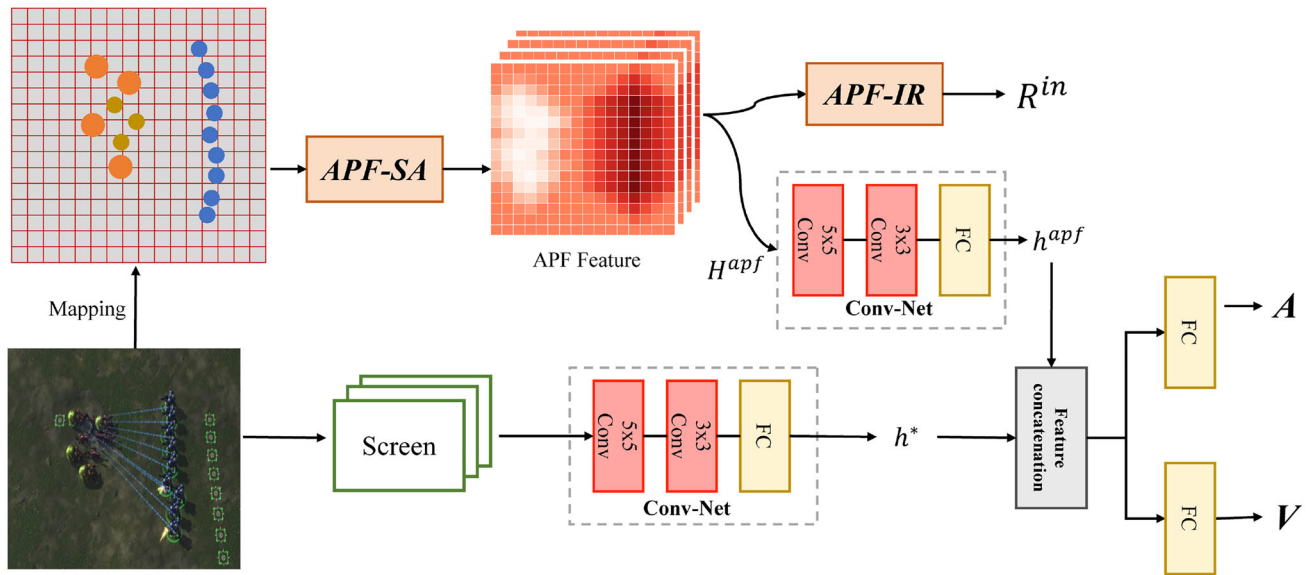 APF-SA
APF Feature
APF-IR
R^{in}
H^{apf}
5x5
Conv
3x3
Conv
FC
Conv-Net
h^{apf}
Mapping
Screen
5x5
Conv
3x3
Conv
FC
Conv-Net
h*
Feature
concatenation
FC
A
FC
V